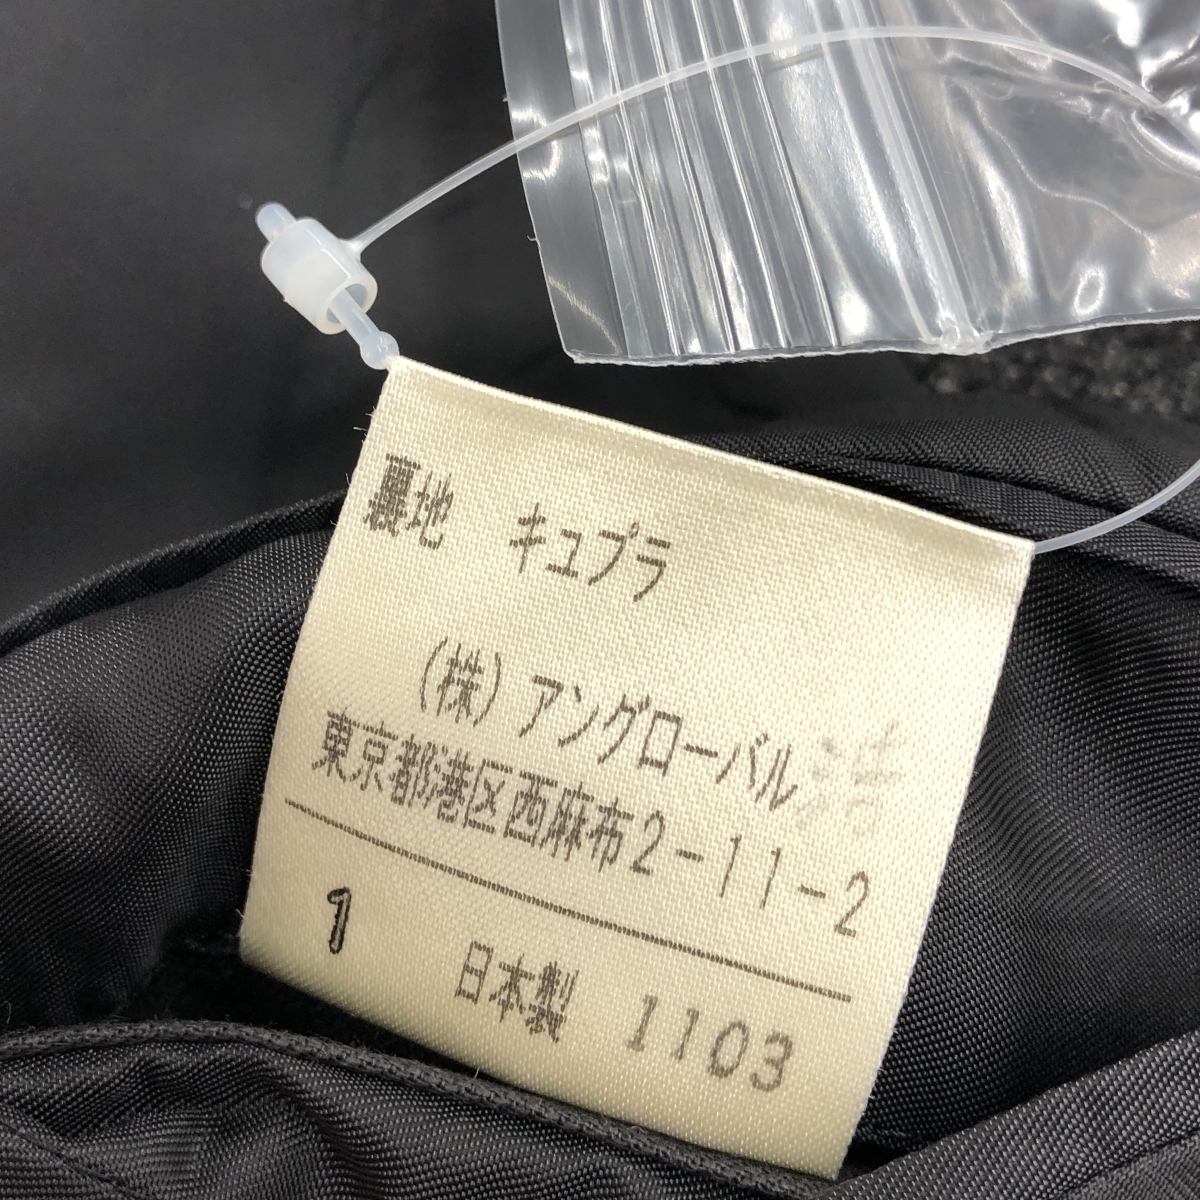 裏地 キュプラ
(株)アングローバル
東京都港区西麻布2-11-2
1 日本製 1103